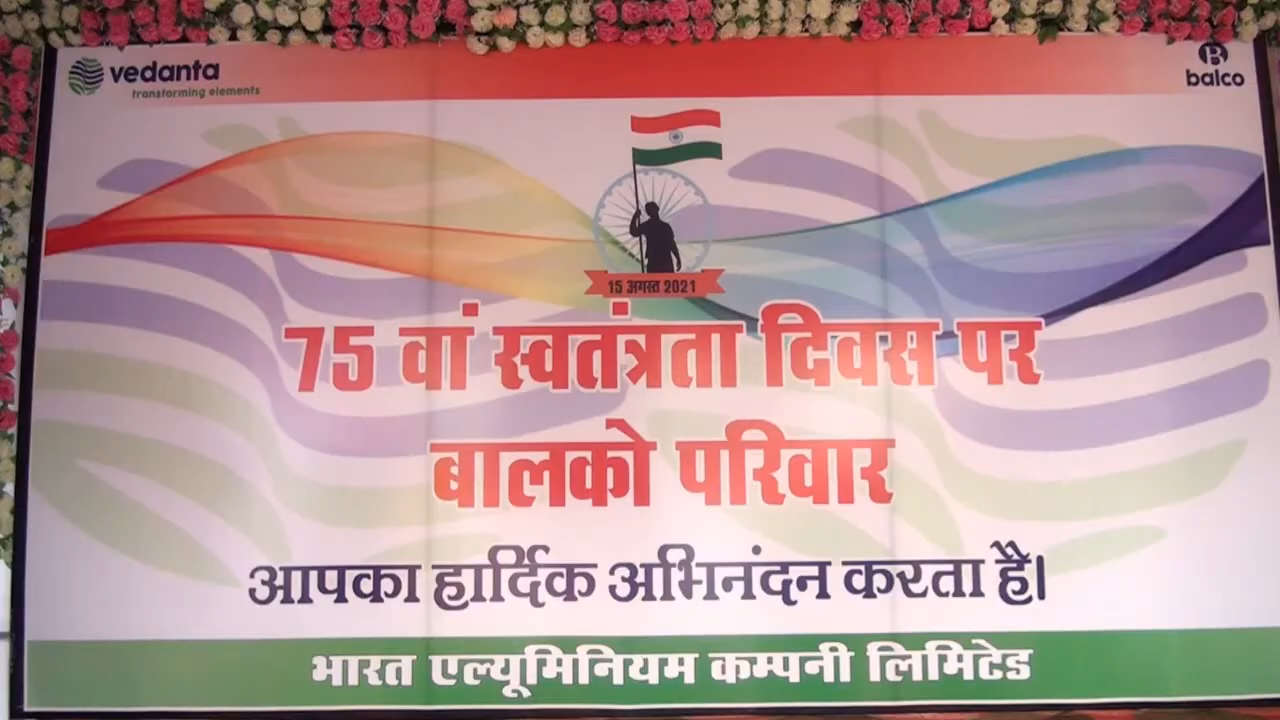 vedanta
transforming elements
balco
15 अगस्त 2021
75 वां स्वतंत्रता दिवस पर
बालको परिवार
आपका हार्दिक अभिनंदन करता है।
भारत एल्यूमिनियम कम्पनी लिमिटेड